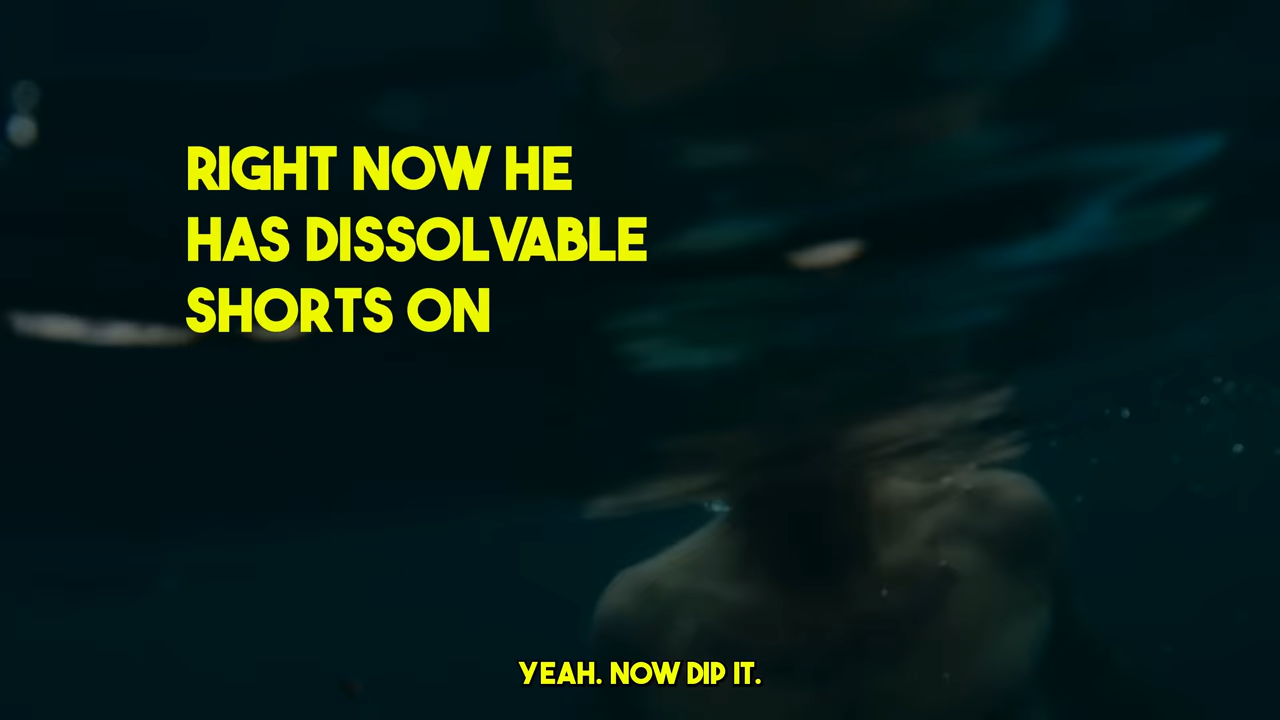 RIGHT NOW HE
HAS DISSOLVABLE
SHORTS ON
YEAH. NOW DIP IT.